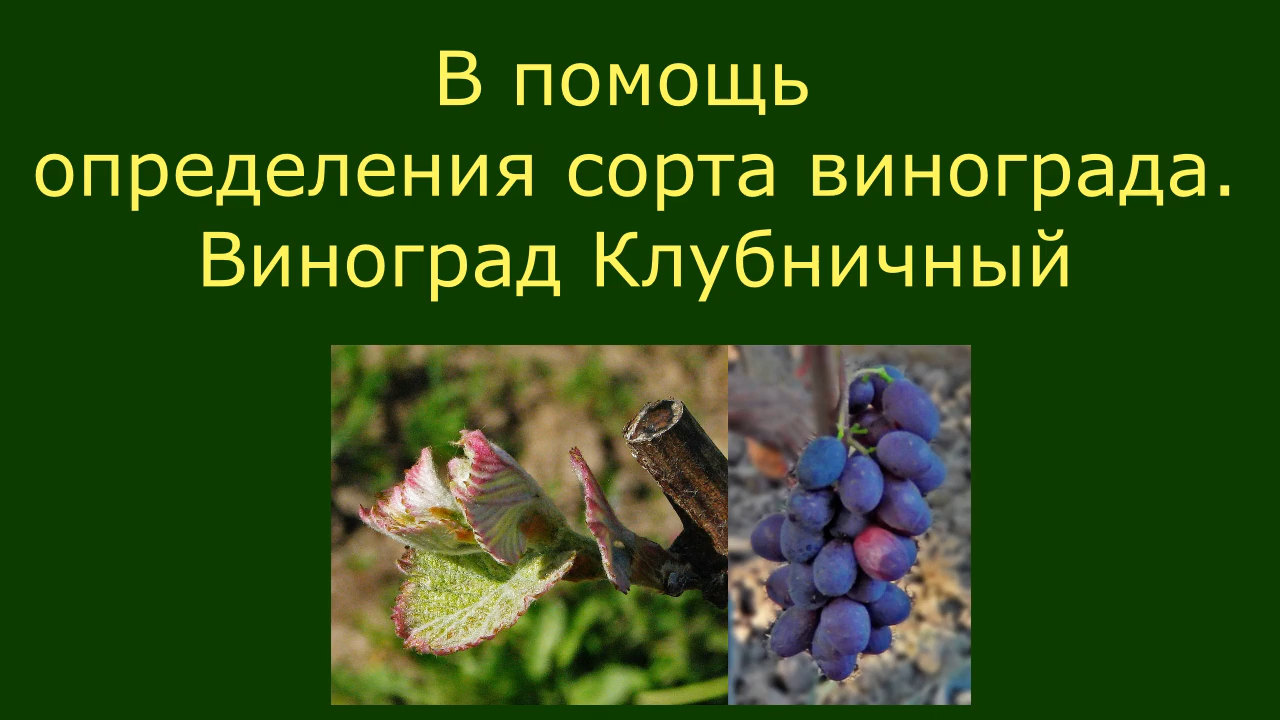 В помощь
определения сорта винограда.
Виноград Клубничный